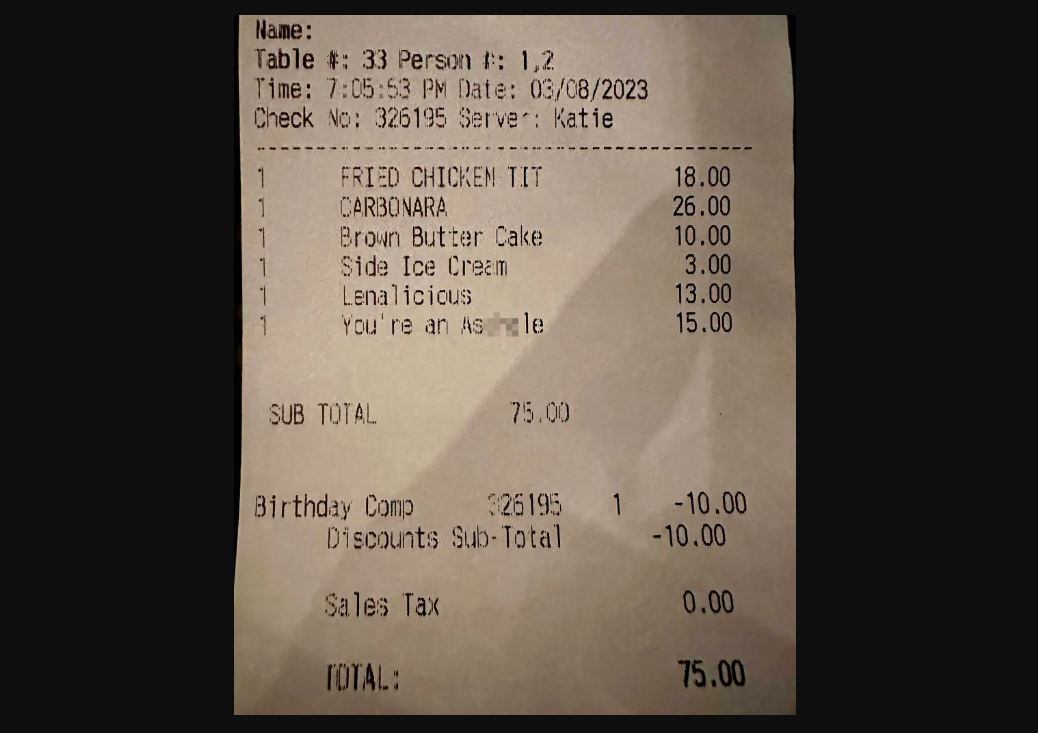 Name:
Table #: 33 Person #: 1,2
Time: 7:05:53 PM Date: 03/08/2023
Check No: 326195 Server: Katie
1 FRIED CHICKEN TIT 18.00
1 CARBONARA 26.00
1 Brown Butter Cake 10.00
1 Side Ice Cream 3.00
1 Lenalicious 13.00
1 You're an As le 15.00
SUB TOTAL 75.00
Birthday Comp 326195 1 -10.00
Discounts Sub-Total -10.00
Sales Tax 0.00
TOTAL: 75.00